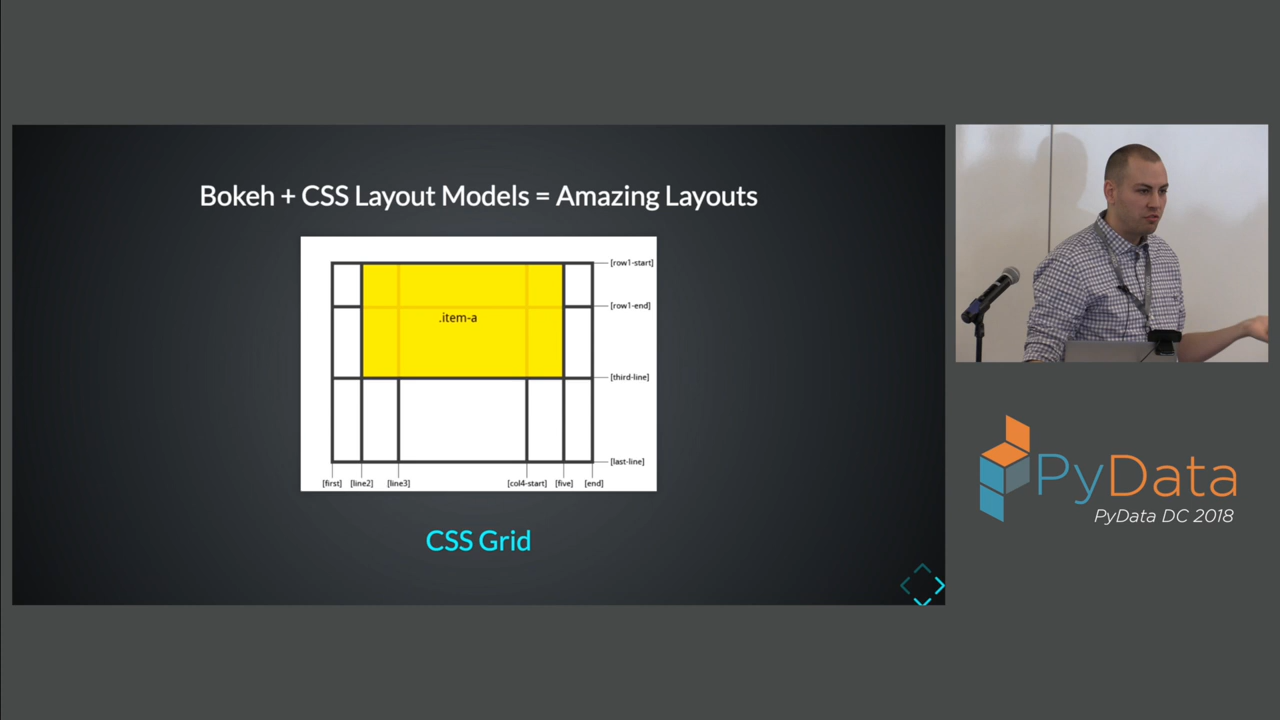 Bokeh + CSS Layout Models = Amazing Layouts
[row1-start]
[row1-end]
.item-a
[third-line]
[last-line]
[first] [line2] [line3] [col4-start] [five] [end]
CSS Grid
PyData
PyData DC 2018